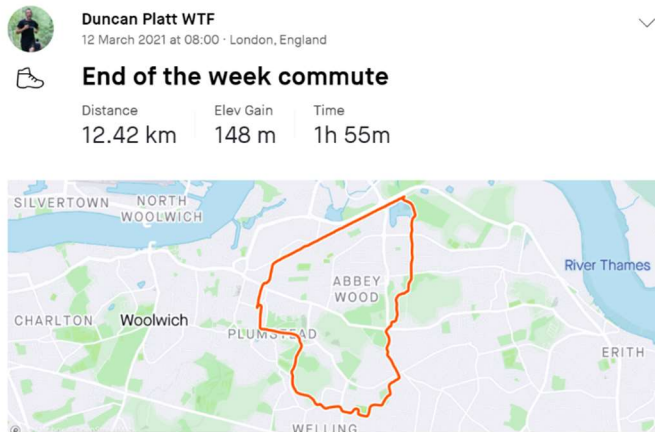 Duncan Platt WTF
12 March 2021 at 08:00 · London, England
End of the week commute
Distance
Elev Gain
Time
12.42 km
148 m
1h 55m
SILVERTOWN
NORTH
WOOLWICH
River Thames
ABBEY
WOOD
CHARLTON
Woolwich
PLUMSTEAD
ERITH
WELLING